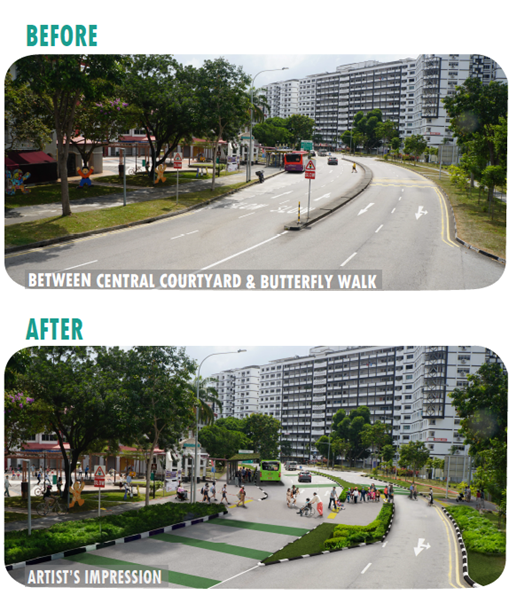 BEFORE
BETWEEN CENTRAL COURTYARD & BUTTERFLY WALK
AFTER
ARTIST'S IMPRESSION